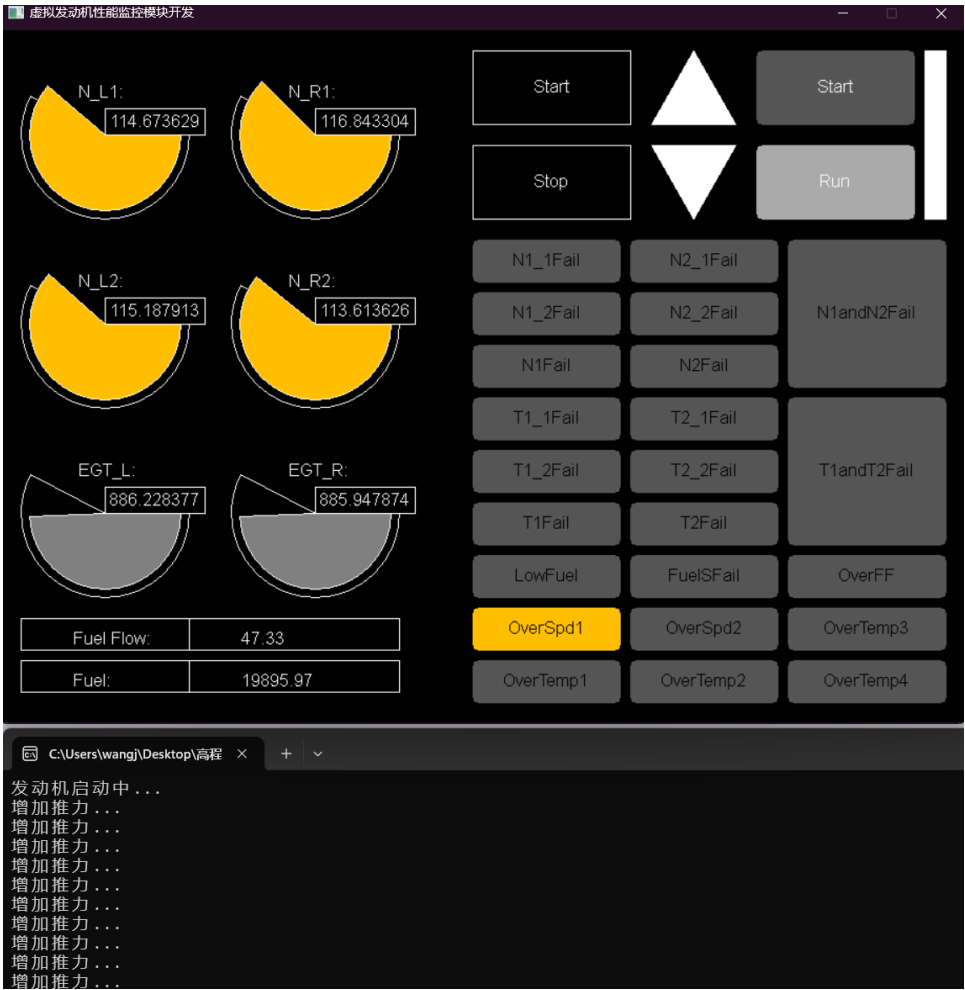 虚拟发动机性能监控模块开发
N_L1:
114.673629
N_R1:
116.843304
N_L2:
115.187913
N_R2:
113.613626
EGT_L:
886.228377
EGT_R:
885.947874
Fuel Flow: 47.33
Fuel: 19895.97
Start
Start
Stop
Run
N1_1Fail
N2_1Fail
N1andN2Fail
N1_2Fail
N2_2Fail
N1Fail
N2Fail
T1_1Fail
T2_1Fail
T1andT2Fail
T1_2Fail
T2_2Fail
T1Fail
T2Fail
LowFuel
FuelSFail
OverFF
OverSpd1
OverSpd2
OverTemp3
OverTemp1
OverTemp2
OverTemp4
C:\Users\wangj\Desktop\高程
发动机启动中...
增加推力...
增加推力...
增加推力...
增加推力...
增加推力...
增加推力...
增加推力...
增加推力...
增加推力...
增加推力...